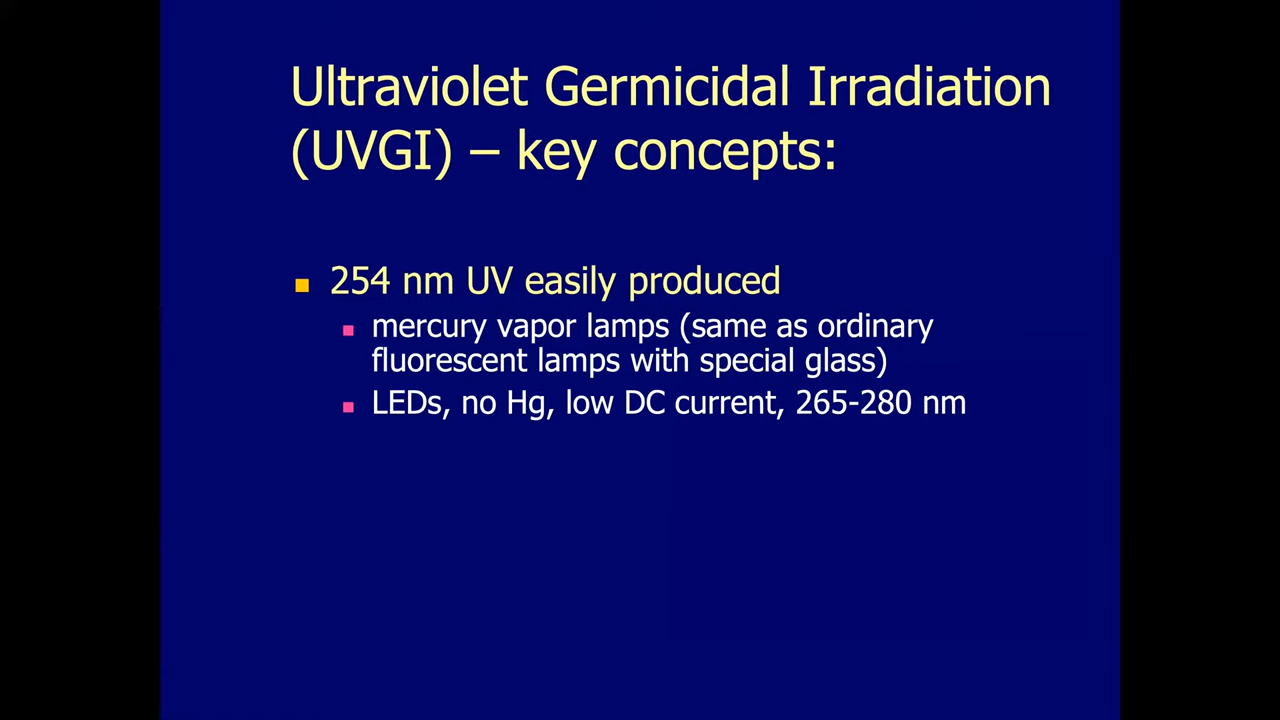 Ultraviolet Germicidal Irradiation
(UVGI) – key concepts:
254 nm UV easily produced
mercury vapor lamps (same as ordinary
fluorescent lamps with special glass)
LEDs, no Hg, low DC current, 265-280 nm